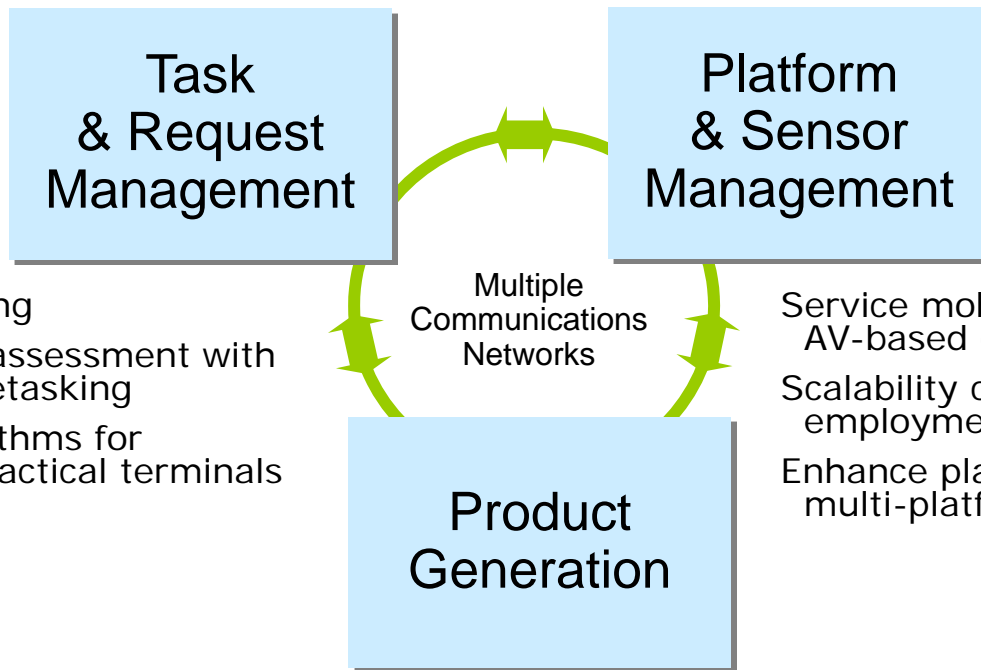 Task
& Request
Management
Platform
& Sensor
Management
Multiple
Communications
Networks
ng
assessment with
etasking
thms for
actical terminals
Service mo
AV-based
Scalability
employme
Enhance pla
multi-plat
Product
Generation